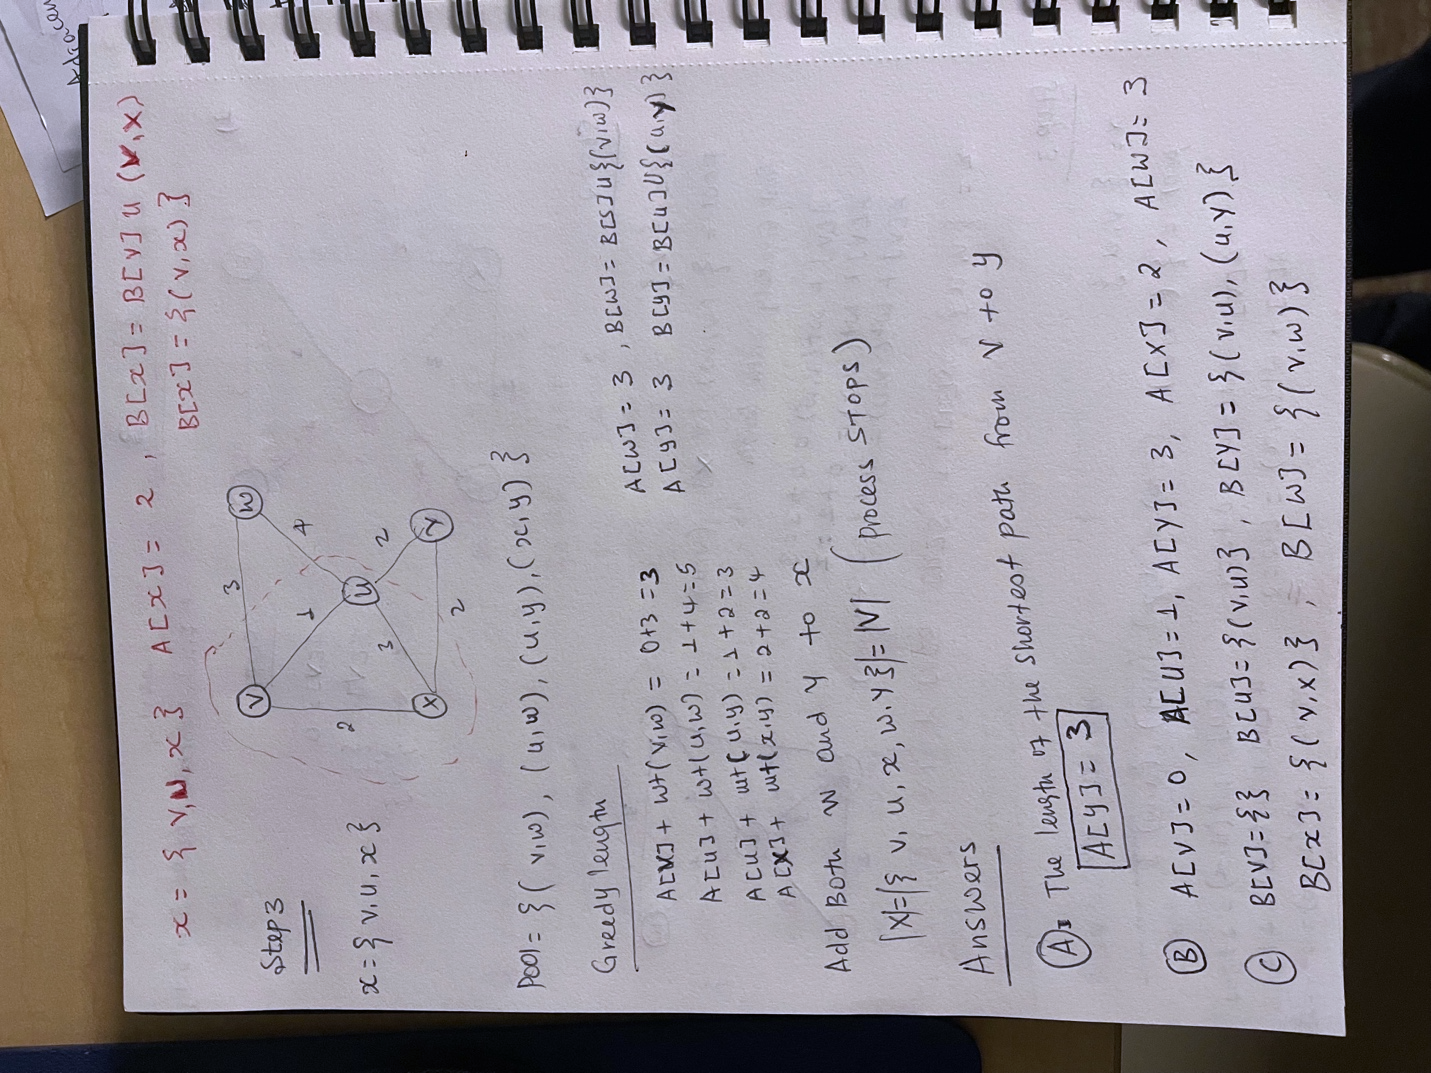 x = { v, u, x } A[x] = 2 , B[x] = B[v] u (v, x)
B[x] = { (v, x) }
Step 3
x = { v, u, x }
V
W
U
X
Y
3
4
1
2
2
3
2
Pool = { (v, w), (u, w), (u, y), (x, y) }
Greedy length
A[v] + wt (v, w) = 0+3 = 3
A[u] + wt (u, w) = 1+4 = 5
A[u] + wt (u, y) = 1+2 = 3
A[x] + wt (x, y) = 2+2 = 4
A[w] = 3 , B[w] = B[s] u {(v, w)}
A[y] = 3 B[y] = B[u] U {(u, y)}
Add Both w and y to x
|X| = |{ v, u, x, w, y }| = |V| (process STOPS)
Answers
A The length of the shortest path from v to y
A[y] = 3
B A[V] = 0, A[U] = 1, A[Y] = 3, A[X] = 2, A[W] = 3
C B[V] = {} B[U] = {(v, u)}, B[Y] = {(v, u), (u, y)}
B[x] = {(v, x)}, B[W] = {(v, w)}